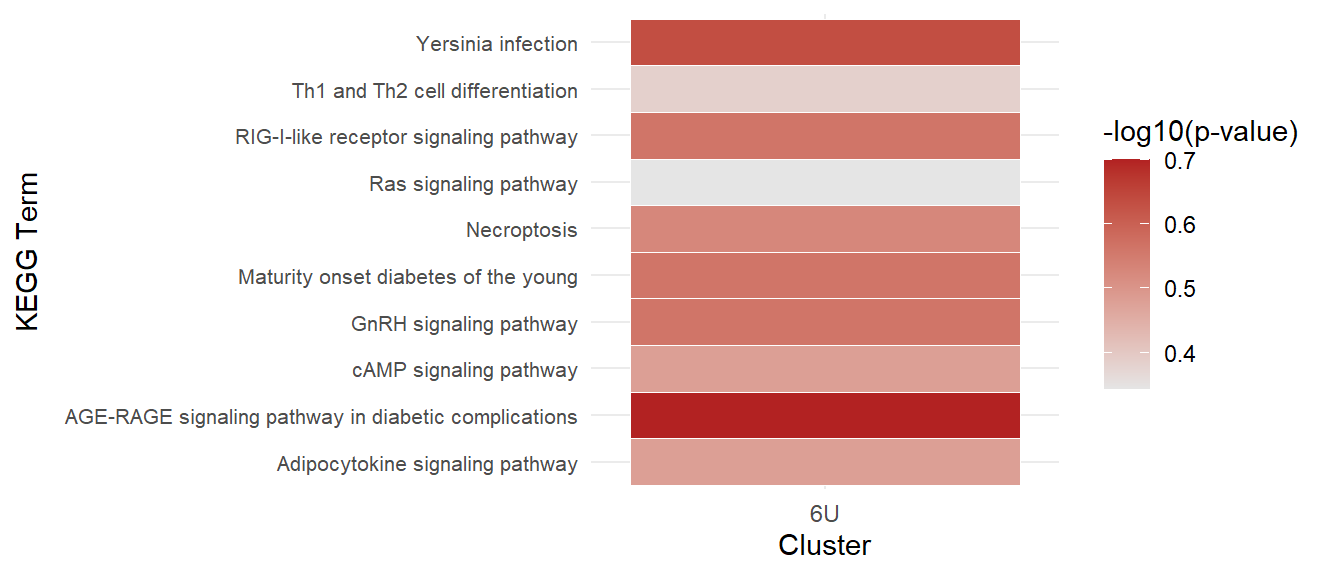 KEGG Term
Yersinia infection
Th1 and Th2 cell differentiation
RIG-I-like receptor signaling pathway
Ras signaling pathway
Necroptosis
Maturity onset diabetes of the young
GnRH signaling pathway
cAMP signaling pathway
AGE-RAGE signaling pathway in diabetic complications
Adipocytokine signaling pathway
6U
Cluster
-log10(p-value)
0.7
0.6
0.5
0.4